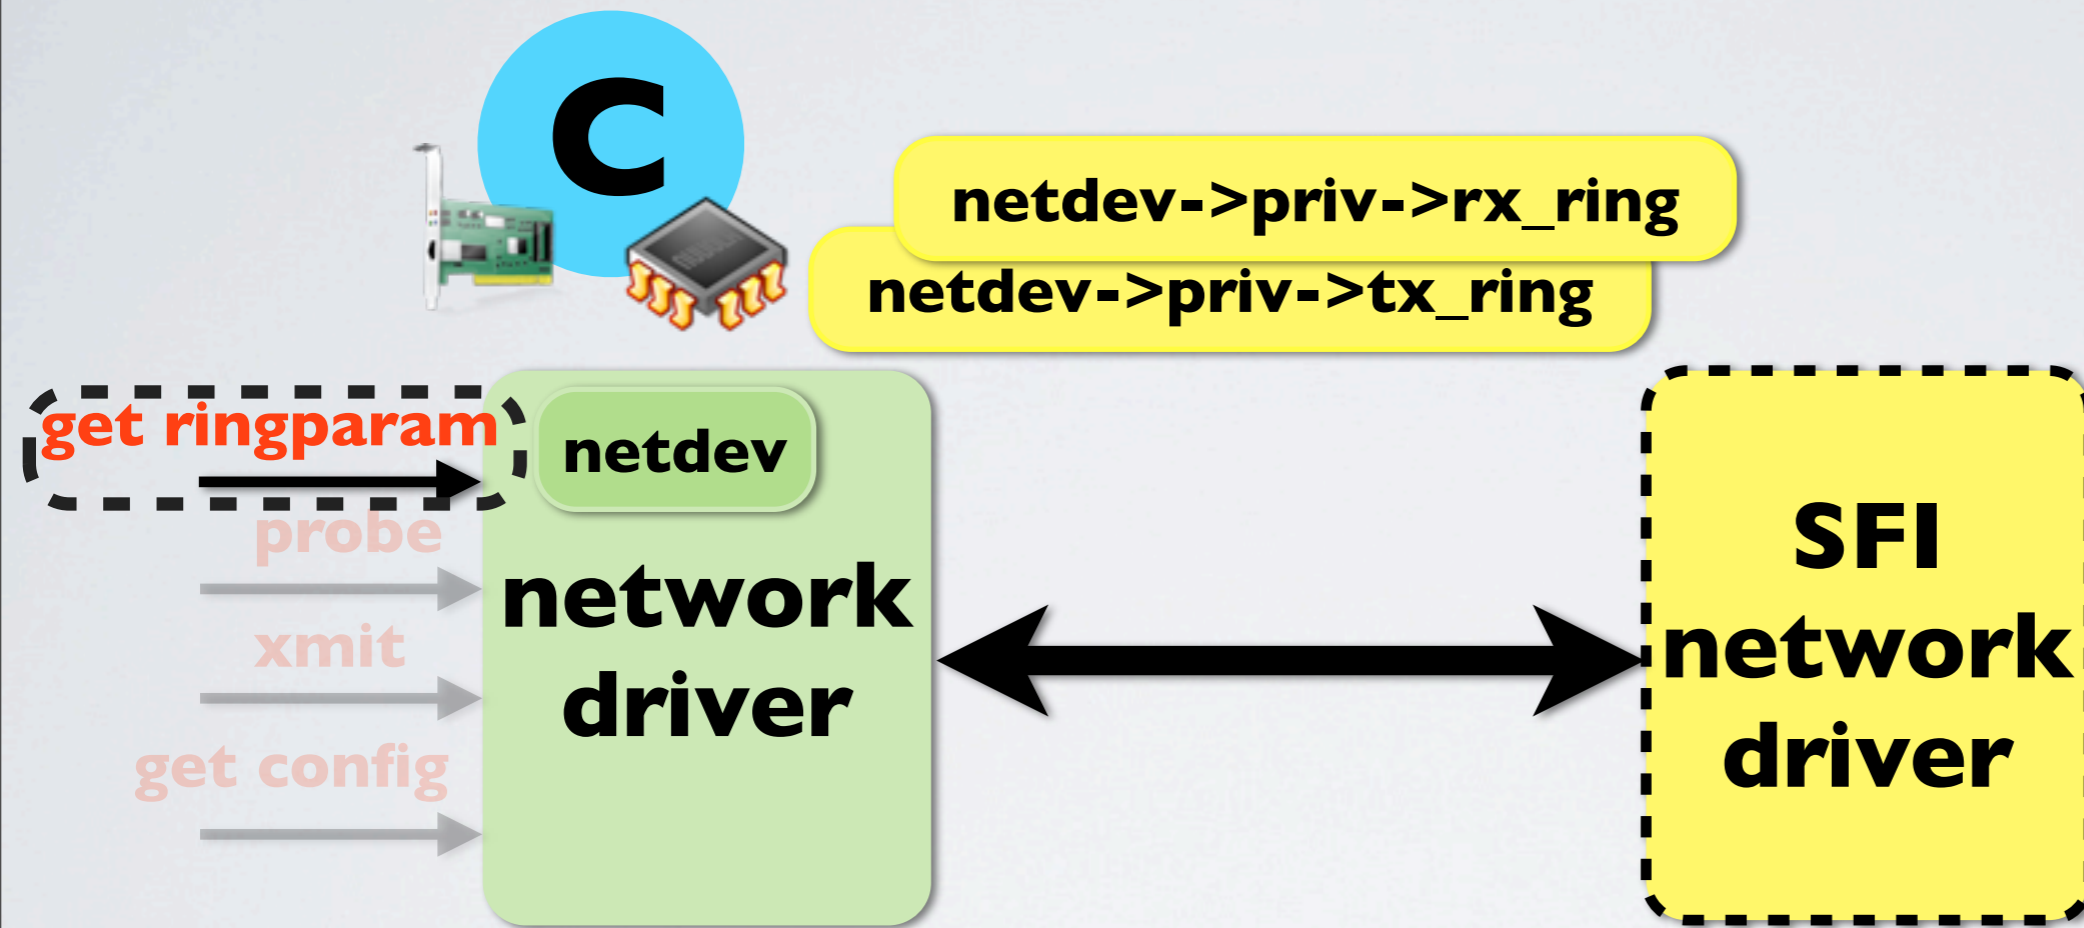 C
netdev->priv->rx_ring
netdev->priv->tx_ring
get ringparam
netdev
probe
xmit
get config
network
driver
SFI
network
driver